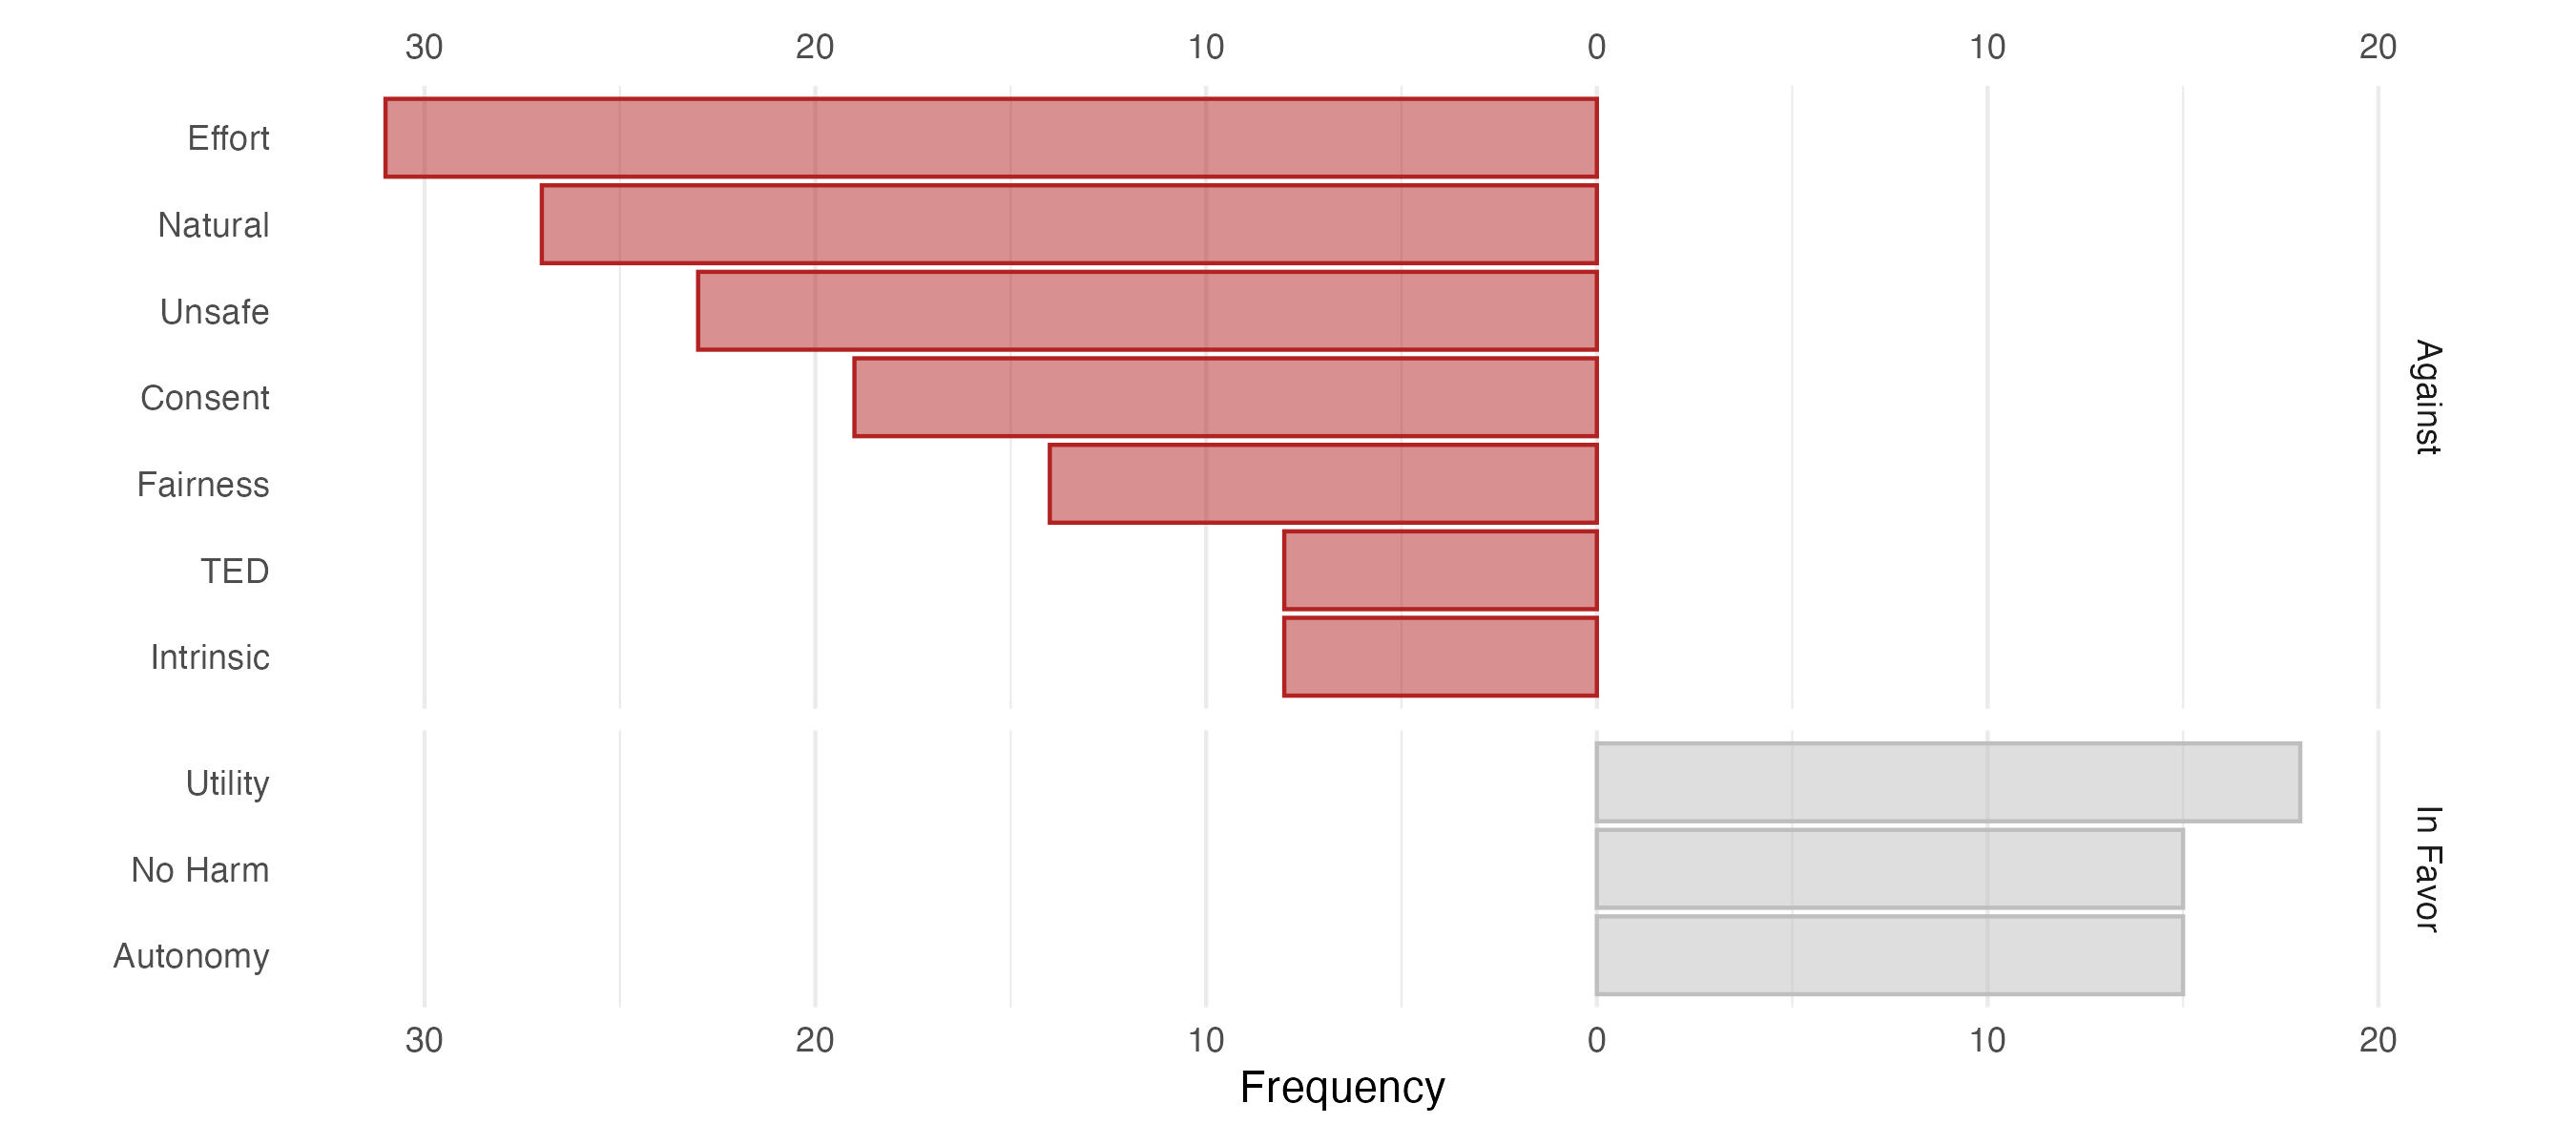 30 20 10 0 10 20
Effort
Natural
Unsafe
Consent
Fairness
TED
Intrinsic
Against
Utility
No Harm
Autonomy
In Favor
30 20 10 0 10 20
Frequency